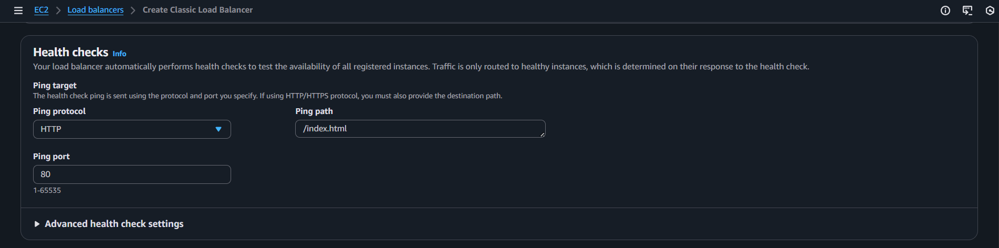 EC2 > Load balancers > Create Classic Load Balancer
Health checks Info
Your load balancer automatically performs health checks to test the availability of all registered instances. Traffic is only routed to healthy instances, which is determined on their response to the health check.
Ping target
The health check ping is sent using the protocol and port you specify. If using HTTP/HTTPS protocol, you must also provide the destination path.
Ping protocol
HTTP
Ping path
/index.html
Ping port
80
1-65535
Advanced health check settings